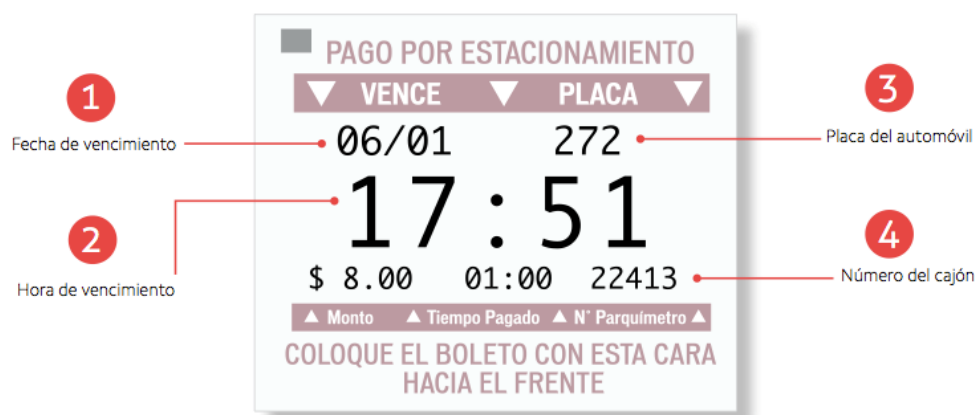 PAGO POR ESTACIONAMIENTO
VENCE PLACA
1
Fecha de vencimiento
06/01 272
3
Placa del automóvil
17:51
2
Hora de vencimiento
4
Número del cajón
$ 8.00 01:00 22413
Monto Tiempo Pagado N° Parquímetro
COLOQUE EL BOLETO CON ESTA CARA
HACIA EL FRENTE